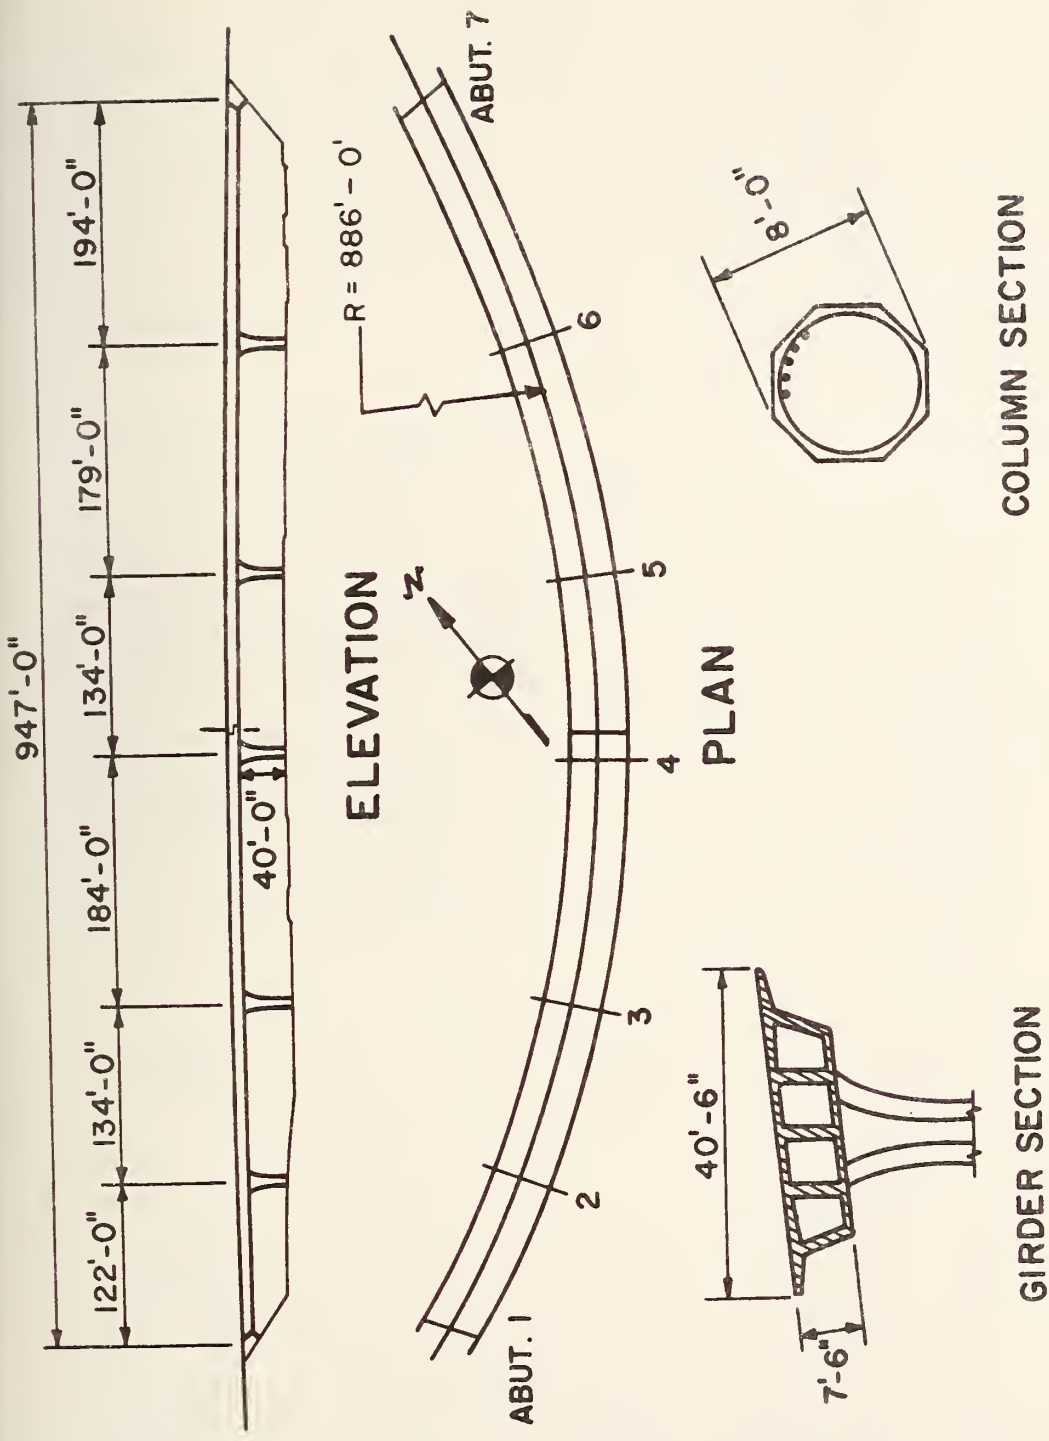 947'-0"
122'-0" 134'-0" 184'-0" 134'-0" 179'-0" 194'-0"
40'-0"
ELEVATION
R = 886'-0'
N
ABUT. 1 2 3 4 5 6 ABUT. 7
PLAN
40'-6"
7'-6"
GIRDER SECTION
8'-0"
COLUMN SECTION